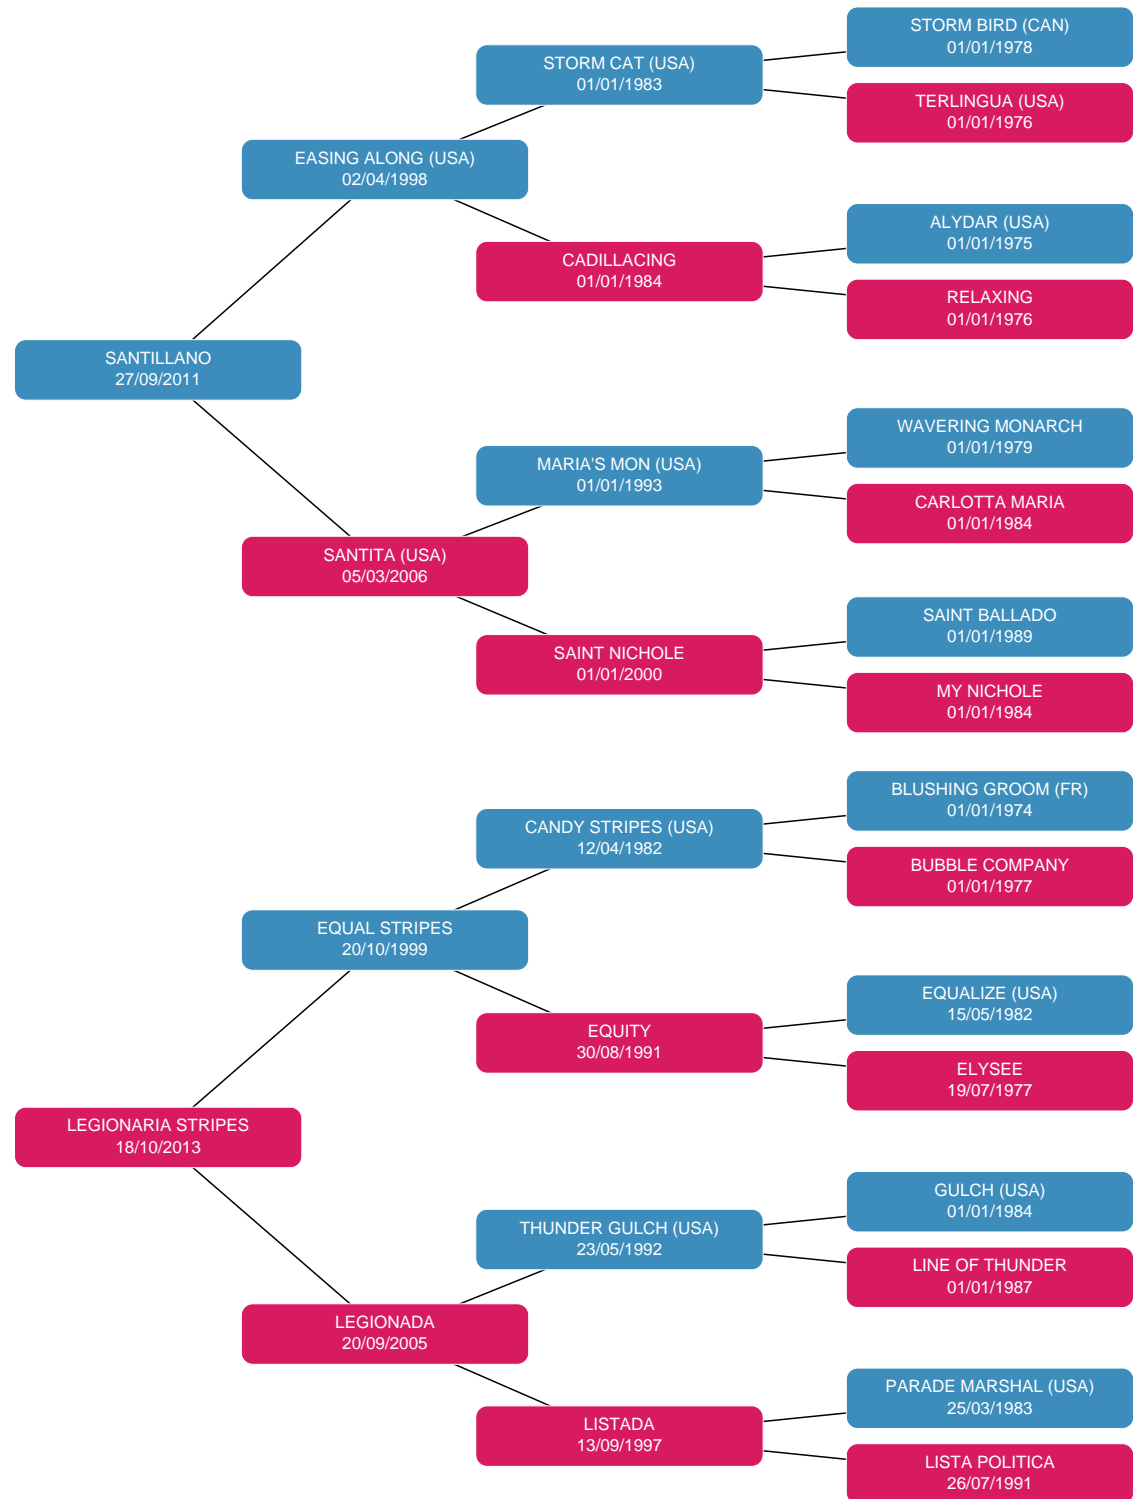 STORM BIRD (CAN)
01/01/1978
STORM CAT (USA)
01/01/1983
TERLINGUA (USA)
01/01/1976
EASING ALONG (USA)
02/04/1998
ALYDAR (USA)
01/01/1975
CADILLACING
01/01/1984
RELAXING
01/01/1976
SANTILLANO
27/09/2011
WAVERING MONARCH
01/01/1979
MARIA'S MON (USA)
01/01/1993
CARLOTTA MARIA
01/01/1984
SANTITA (USA)
05/03/2006
SAINT BALLADO
01/01/1989
SAINT NICHOLE
01/01/2000
MY NICHOLE
01/01/1984
BLUSHING GROOM (FR)
01/01/1974
CANDY STRIPES (USA)
12/04/1982
BUBBLE COMPANY
01/01/1977
EQUAL STRIPES
20/10/1999
EQUALIZE (USA)
15/05/1982
EQUITY
30/08/1991
ELYSEE
19/07/1977
LEGIONARIA STRIPES
18/10/2013
GULCH (USA)
01/01/1984
THUNDER GULCH (USA)
23/05/1992
LINE OF THUNDER
01/01/1987
LEGIONADA
20/09/2005
PARADE MARSHAL (USA)
25/03/1983
LISTADA
13/09/1997
LISTA POLITICA
26/07/1991